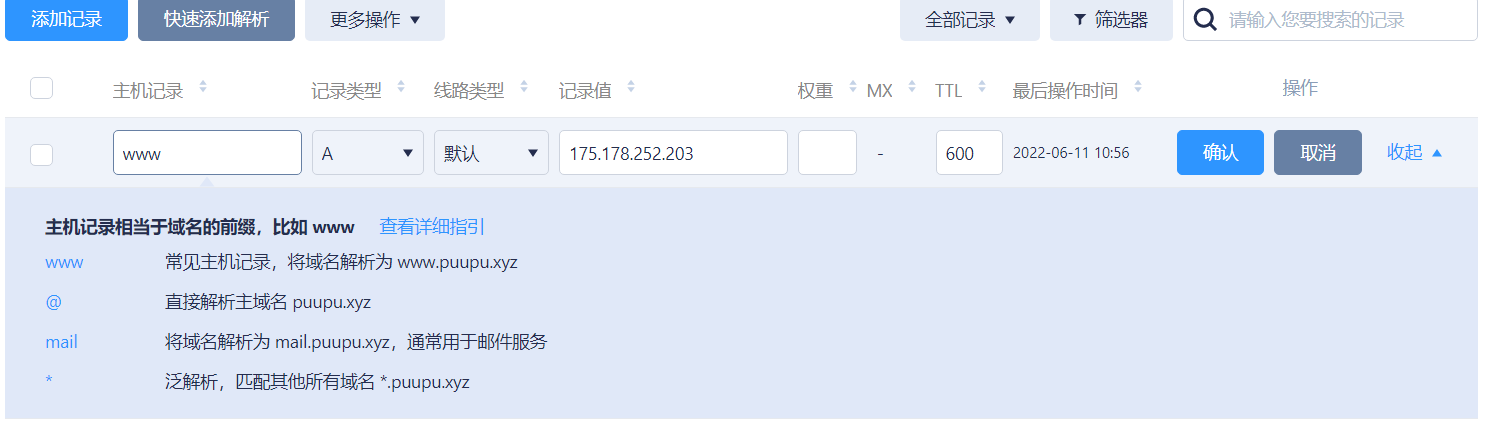 添加记录 快速添加解析 更多操作 全部记录 筛选器 请输入您要搜索的记录
主机记录 记录类型 线路类型 记录值 权重 MX TTL 最后操作时间 操作
www A 默认 175.178.252.203 - 600 2022-06-11 10:56 确认 取消 收起
主机记录相当于域名的前缀，比如 www 查看详细指引
www 常见主机记录，将域名解析为 www.puupu.xyz
@ 直接解析主域名 puupu.xyz
mail 将域名解析为 mail.puupu.xyz，通常用于邮件服务
* 泛解析，匹配其他所有域名 *.puupu.xyz